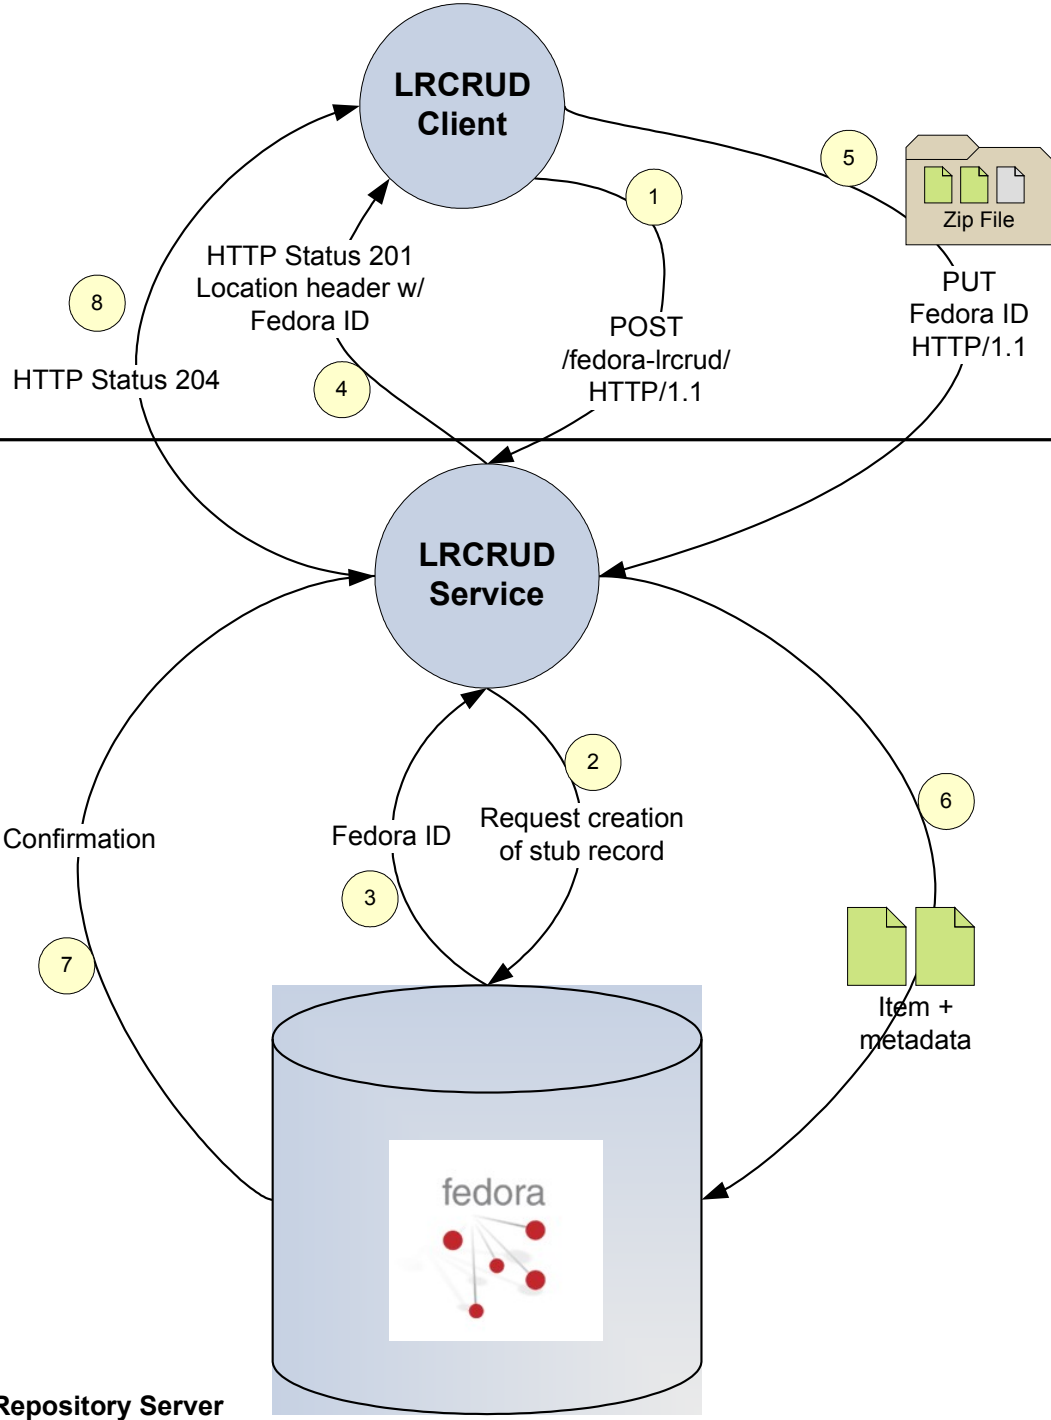 LRCRUD
Client
5
Zip File
1
HTTP Status 201
Location header w/
Fedora ID
8
PUT
Fedora ID
HTTP/1.1
POST
/fedora-lrcrud/
HTTP/1.1
HTTP Status 204
4
LRCRUD
Service
2
6
Request creation
of stub record
Fedora ID
Confirmation
3
7
Item +
metadata
fedora
Repository Server